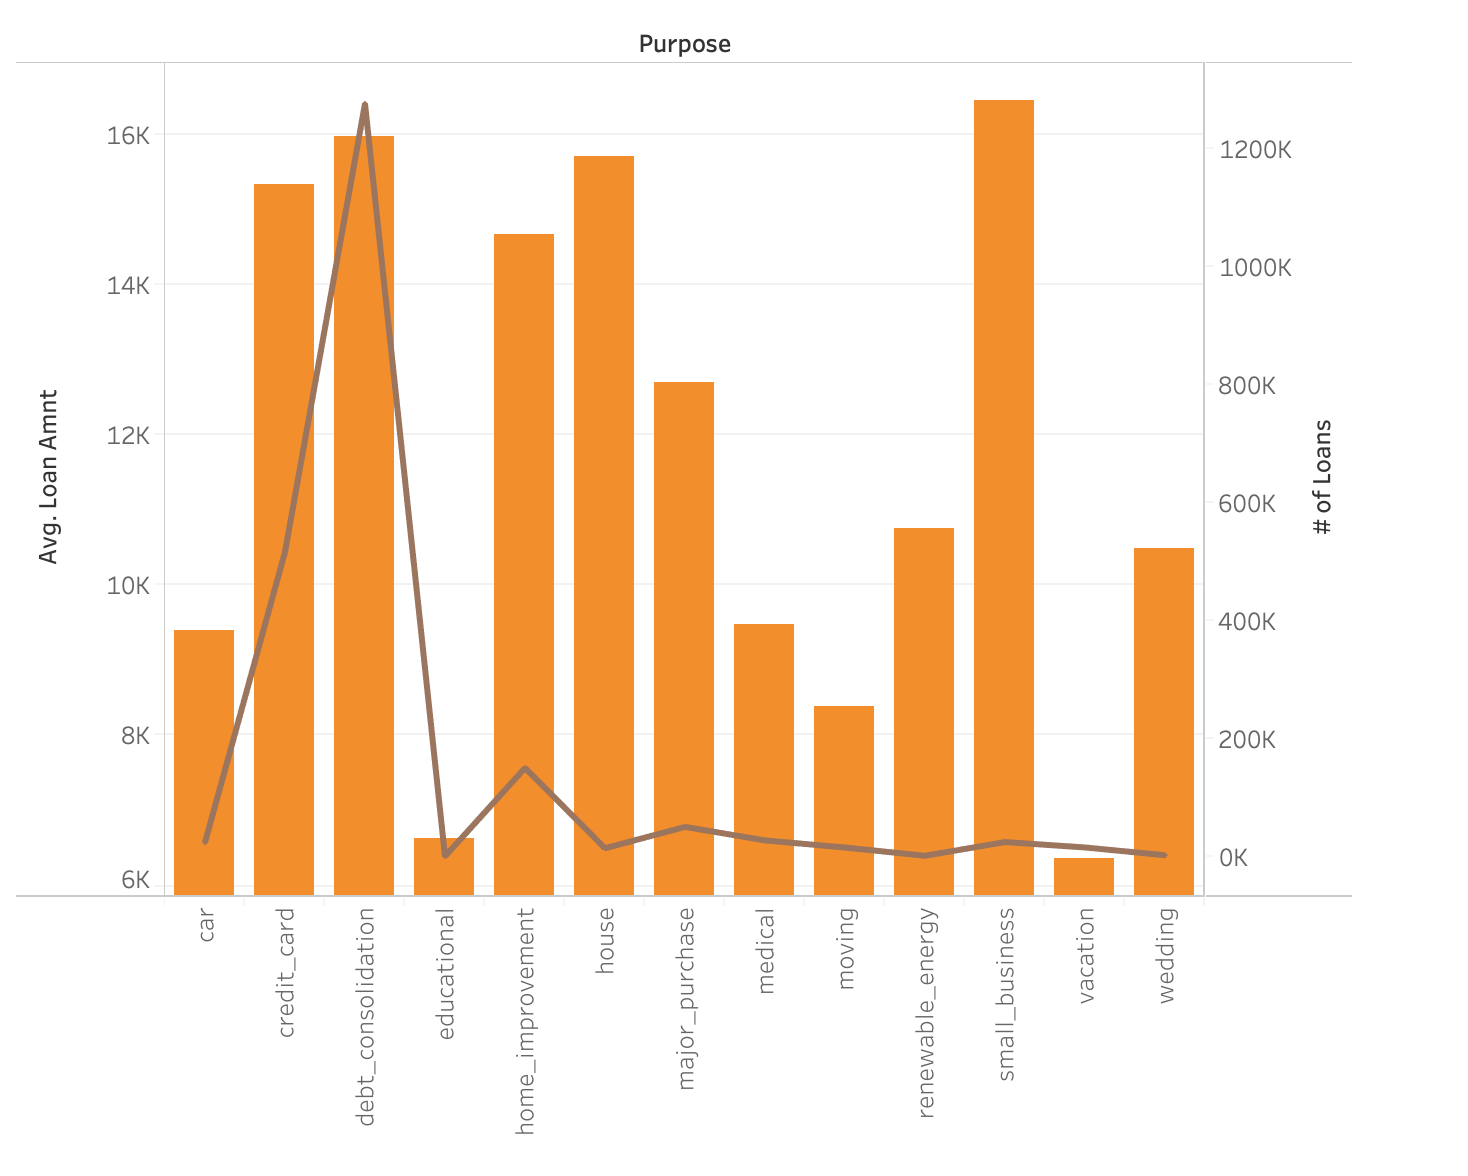 Purpose
16K
14K
12K
10K
8K
6K
Avg. Loan Amnt
1200K
1000K
800K
600K
400K
200K
0K
# of Loans
car
credit_card
debt_consolidation
educational
home_improvement
house
major_purchase
medical
moving
renewable_energy
small_business
vacation
wedding